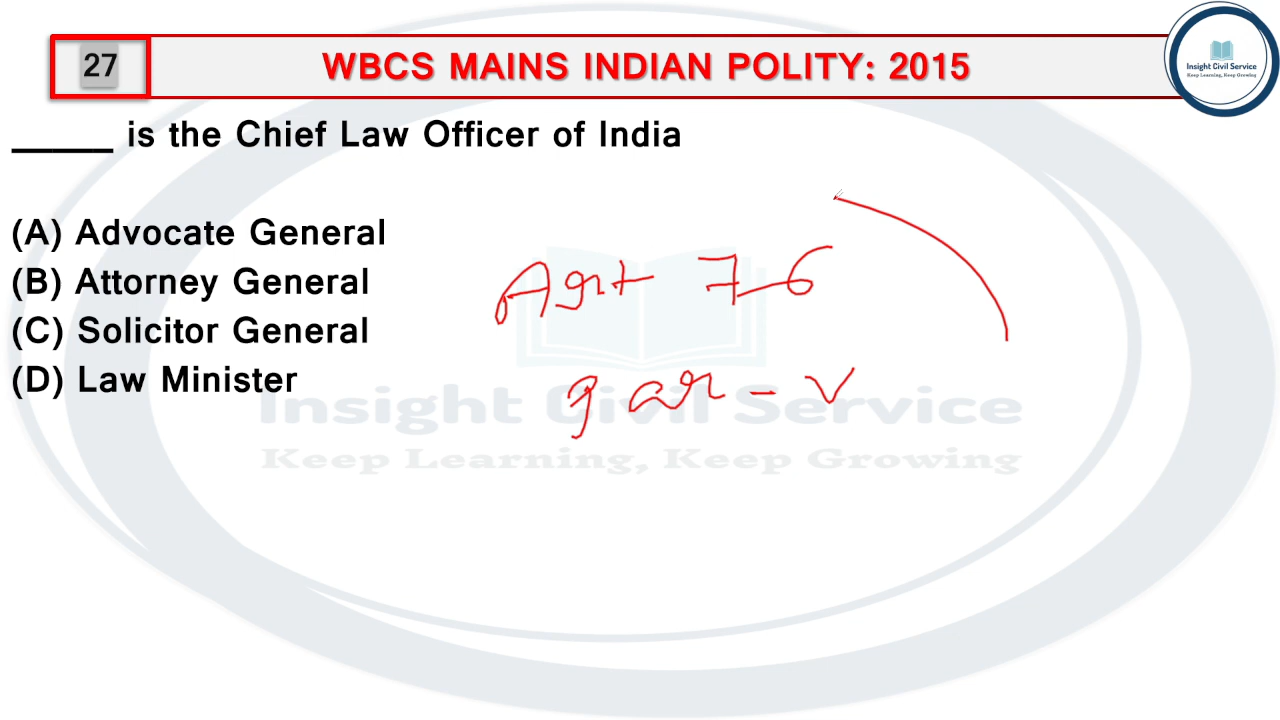 27
WBCS MAINS INDIAN POLITY: 2015
Insight Civil Service
Keep Learning, Keep Growing
_____ is the Chief Law Officer of India
(A) Advocate General
(B) Attorney General
(C) Solicitor General
(D) Law Minister
Art 76
Par - V
Insight Civil Service
Keep Learning, Keep Growing